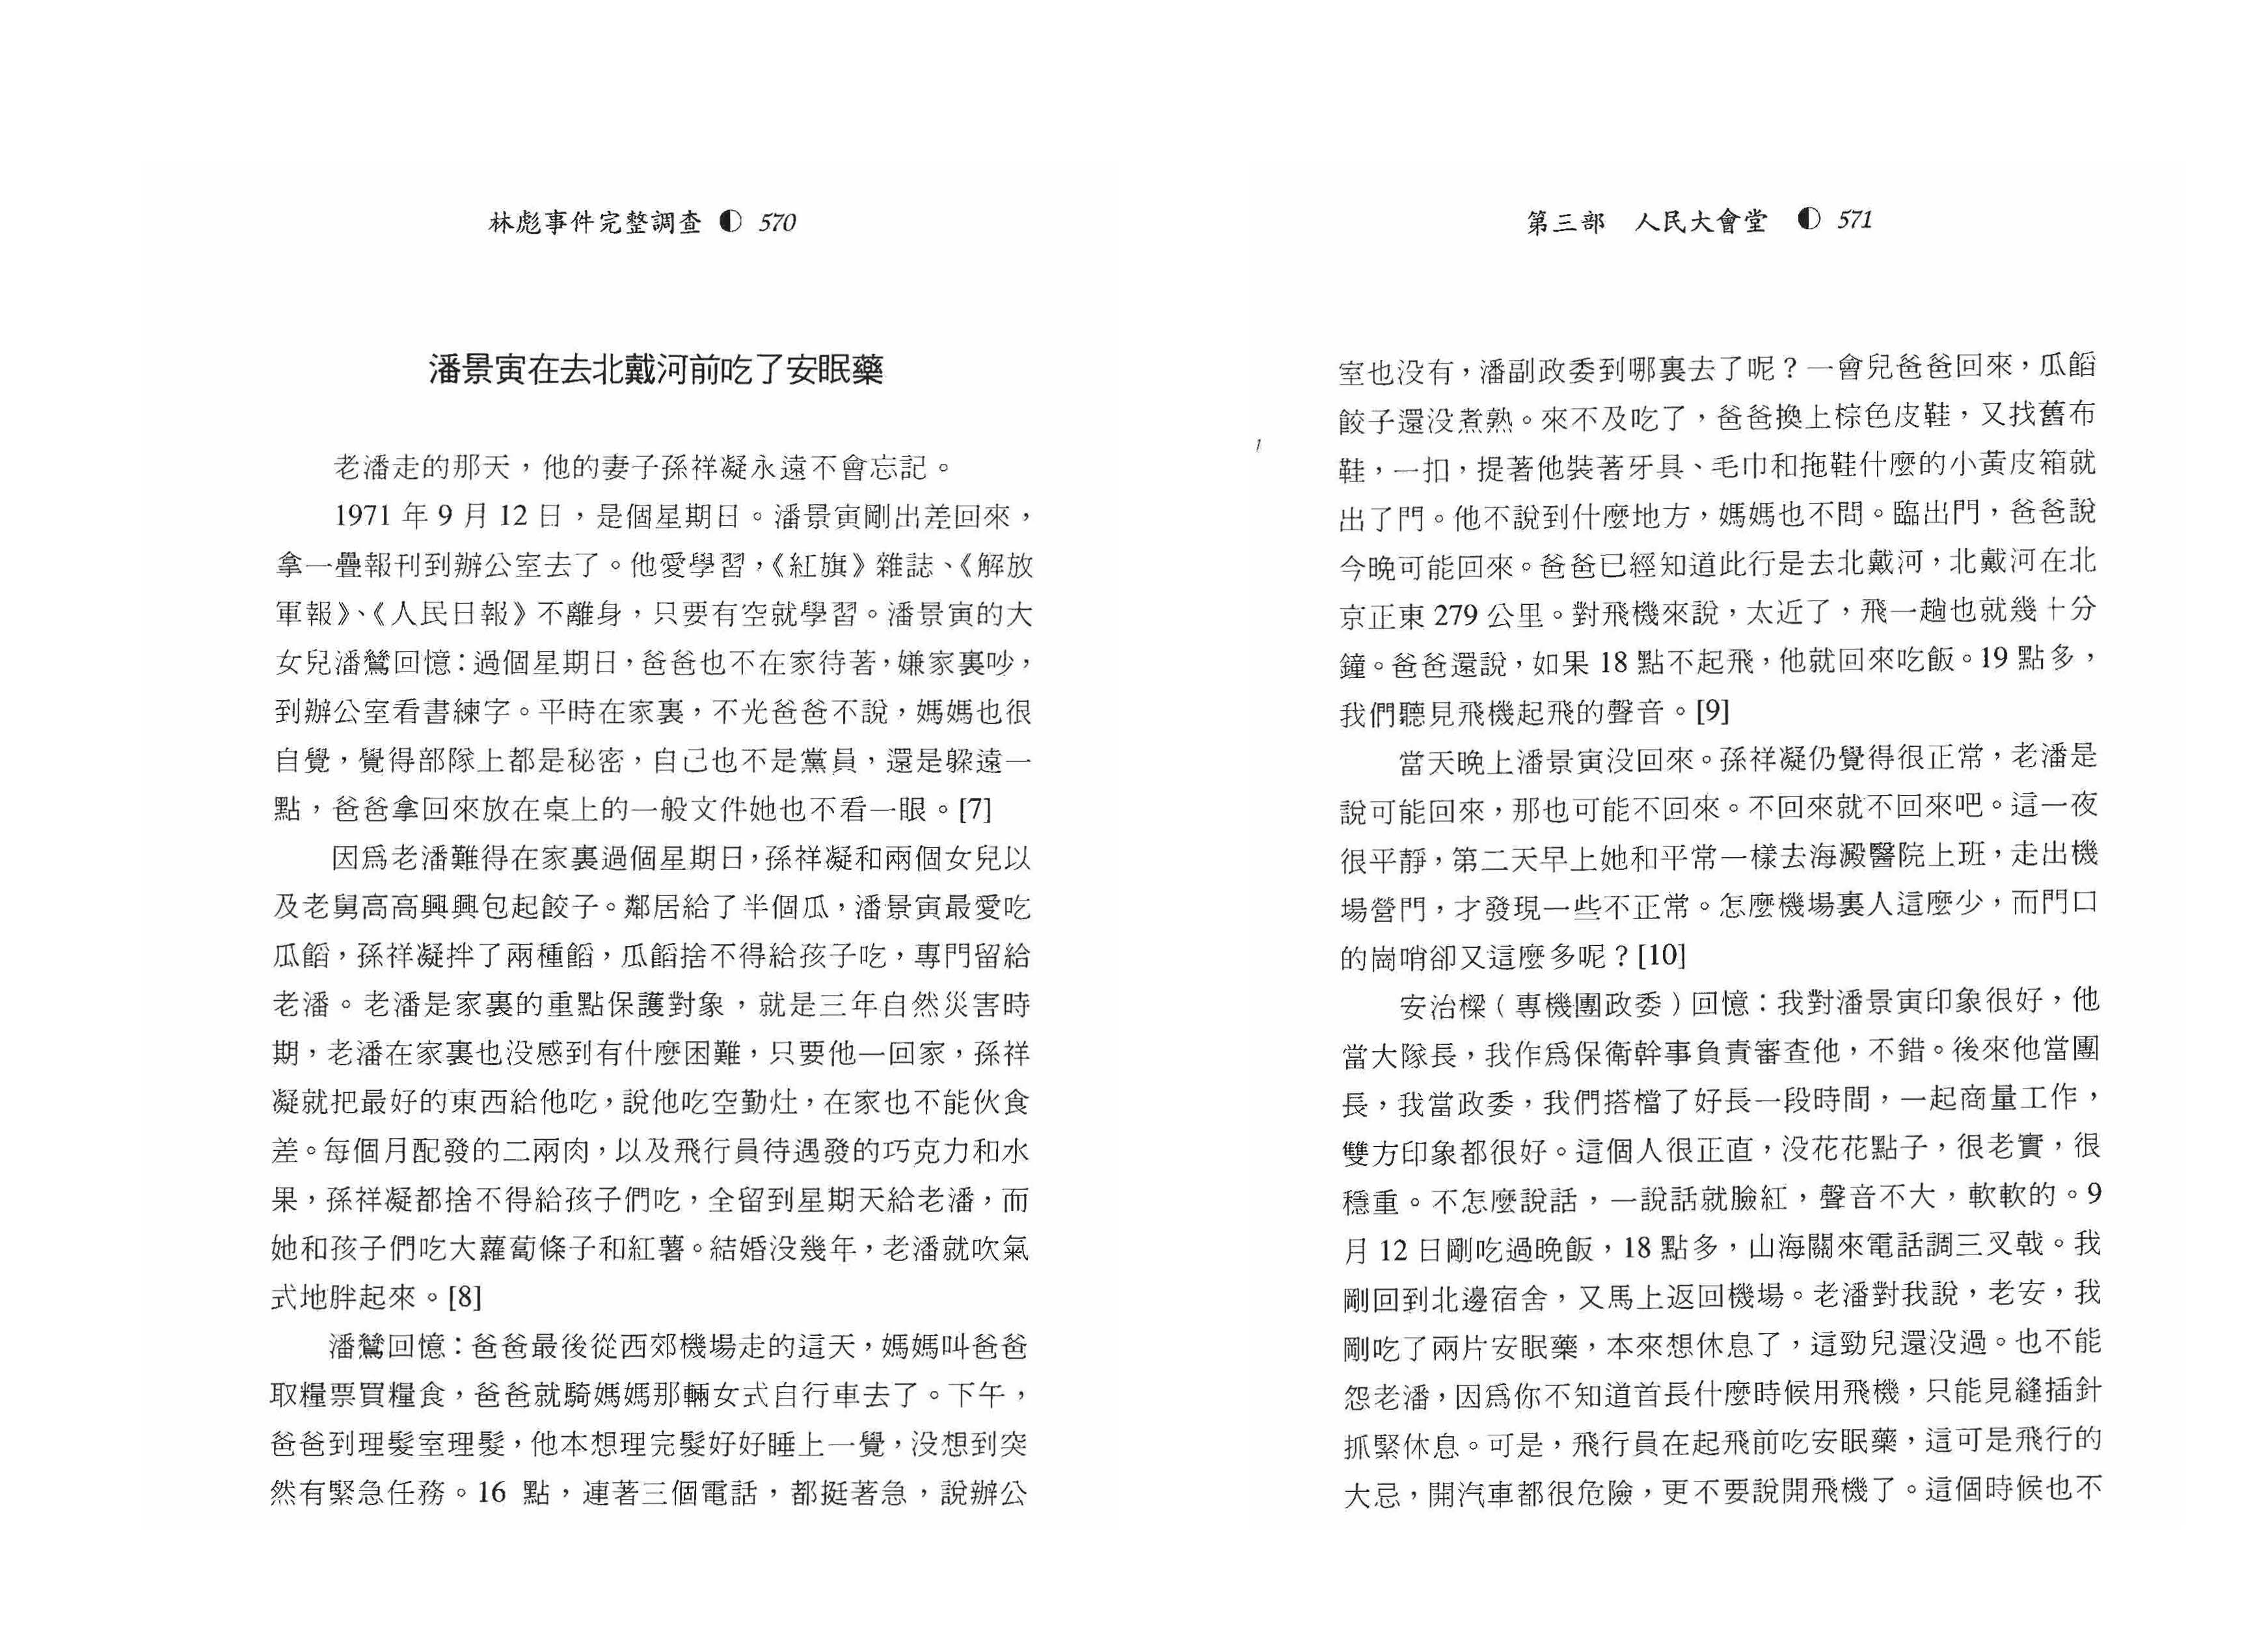 林彪事件完整調查 ◐ 570
潘景寅在去北戴河前吃了安眠藥
老潘走的那天，他的妻子孫祥凝永遠不會忘記。
1971 年 9 月 12 日，是個星期日。潘景寅剛出差回來，
拿一疊報刊到辦公室去了。他愛學習，《紅旗》雜誌、《解放
軍報》、《人民日報》不離身，只要有空就學習。潘景寅的大
女兒潘鷥回憶：過個星期日，爸爸也不在家待著，嫌家裏吵，
到辦公室看書練字。平時在家裏，不光爸爸不說，媽媽也很
自覺，覺得部隊上都是秘密，自己也不是黨員，還是躲遠一
點，爸爸拿回來放在桌上的一般文件她也不看一眼。[7]
因爲老潘難得在家裏過個星期日，孫祥凝和兩個女兒以
及老舅高高興興包起餃子。鄰居給了半個瓜，潘景寅最愛吃
瓜餡，孫祥凝拌了兩種餡，瓜餡捨不得給孩子吃，專門留給
老潘。老潘是家裏的重點保護對象，就是三年自然災害時
期，老潘在家裏也没感到有什麼困難，只要他一回家，孫祥
凝就把最好的東西給他吃，說他吃空勤灶，在家也不能伙食
差。每個月配發的二兩肉，以及飛行員待遇發的巧克力和水
果，孫祥凝都捨不得給孩子們吃，全留到星期天給老潘，而
她和孩子們吃大蘿蔔條子和紅薯。結婚没幾年，老潘就吹氣
式地胖起來。[8]
潘鷥回憶：爸爸最後從西郊機場走的這天，媽媽叫爸爸
取糧票買糧食，爸爸就騎媽媽那輛女式自行車去了。下午，
爸爸到理髮室理髮，他本想理完髮好好睡上一覺，没想到突
然有緊急任務。16 點，連著三個電話，都挺著急，說辦公
第三部 人民大會堂 ◐ 571
室也没有，潘副政委到哪裏去了呢？一會兒爸爸回來，瓜餡
餃子還没煮熟。來不及吃了，爸爸換上棕色皮鞋，又找舊布
鞋，一扣，提著他裝著牙具、毛巾和拖鞋什麼的小黃皮箱就
出了門。他不說到什麼地方，媽媽也不問。臨出門，爸爸說
今晚可能回來。爸爸已經知道此行是去北戴河，北戴河在北
京正東 279 公里。對飛機來說，太近了，飛一趟也就幾十分
鐘。爸爸還說，如果 18 點不起飛，他就回來吃飯。19 點多，
我們聽見飛機起飛的聲音。[9]
當天晚上潘景寅没回來。孫祥凝仍覺得很正常，老潘是
說可能回來，那也可能不回來。不回來就不回來吧。這一夜
很平靜，第二天早上她和平常一樣去海澱醫院上班，走出機
場營門，才發現一些不正常。怎麼機場裏人這麼少，而門口
的崗哨卻又這麼多呢？[10]
安治樑（專機團政委）回憶：我對潘景寅印象很好，他
當大隊長，我作爲保衛幹事負責審查他，不錯。後來他當團
長，我當政委，我們搭檔了好長一段時間，一起商量工作，
雙方印象都很好。這個人很正直，没花花點子，很老實，很
穩重。不怎麼說話，一說話就臉紅，聲音不大，軟軟的。9
月 12 日剛吃過晚飯，18 點多，山海關來電話調三叉戟。我
剛回到北邊宿舍，又馬上返回機場。老潘對我說，老安，我
剛吃了兩片安眠藥，本來想休息了，這勁兒還没過。也不能
怨老潘，因爲你不知道首長什麼時候用飛機，只能見縫插針
抓緊休息。可是，飛行員在起飛前吃安眠藥，這可是飛行的
大忌，開汽車都很危險，更不要說開飛機了。這個時候也不